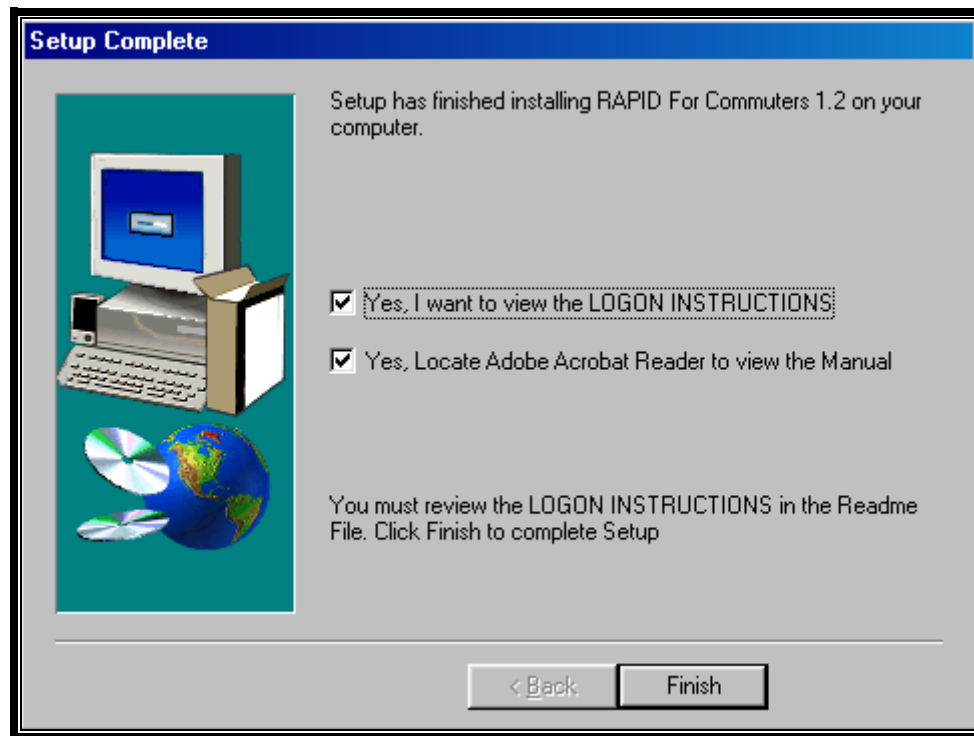 Setup Complete
Setup has finished installing RAPID For Commuters 1.2 on your
computer.
Yes, I want to view the LOGON INSTRUCTIONS
Yes, Locate Adobe Acrobat Reader to view the Manual
You must review the LOGON INSTRUCTIONS in the Readme
File. Click Finish to complete Setup
< Back
Finish